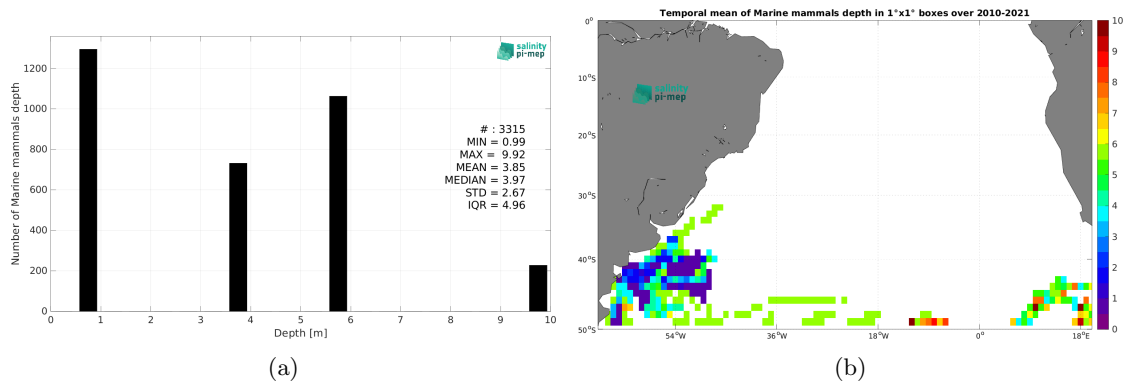 salinity
pi-mep
Number of Marine mammals depth
1200
1000
800
600
400
200
0
# : 3315
MIN = 0.99
MAX = 9.92
MEAN = 3.85
MEDIAN = 3.97
STD = 2.67
IQR = 4.96
0 1 2 3 4 5 6 7 8 9 10
Depth [m]
(a)
Temporal mean of Marine mammals depth in 1°x1° boxes over 2010-2021
salinity
pi-mep
0°
10°S
20°S
30°S
40°S
50°S
54°W 36°W 18°W 0° 18°E
10
9
8
7
6
5
4
3
2
1
0
(b)